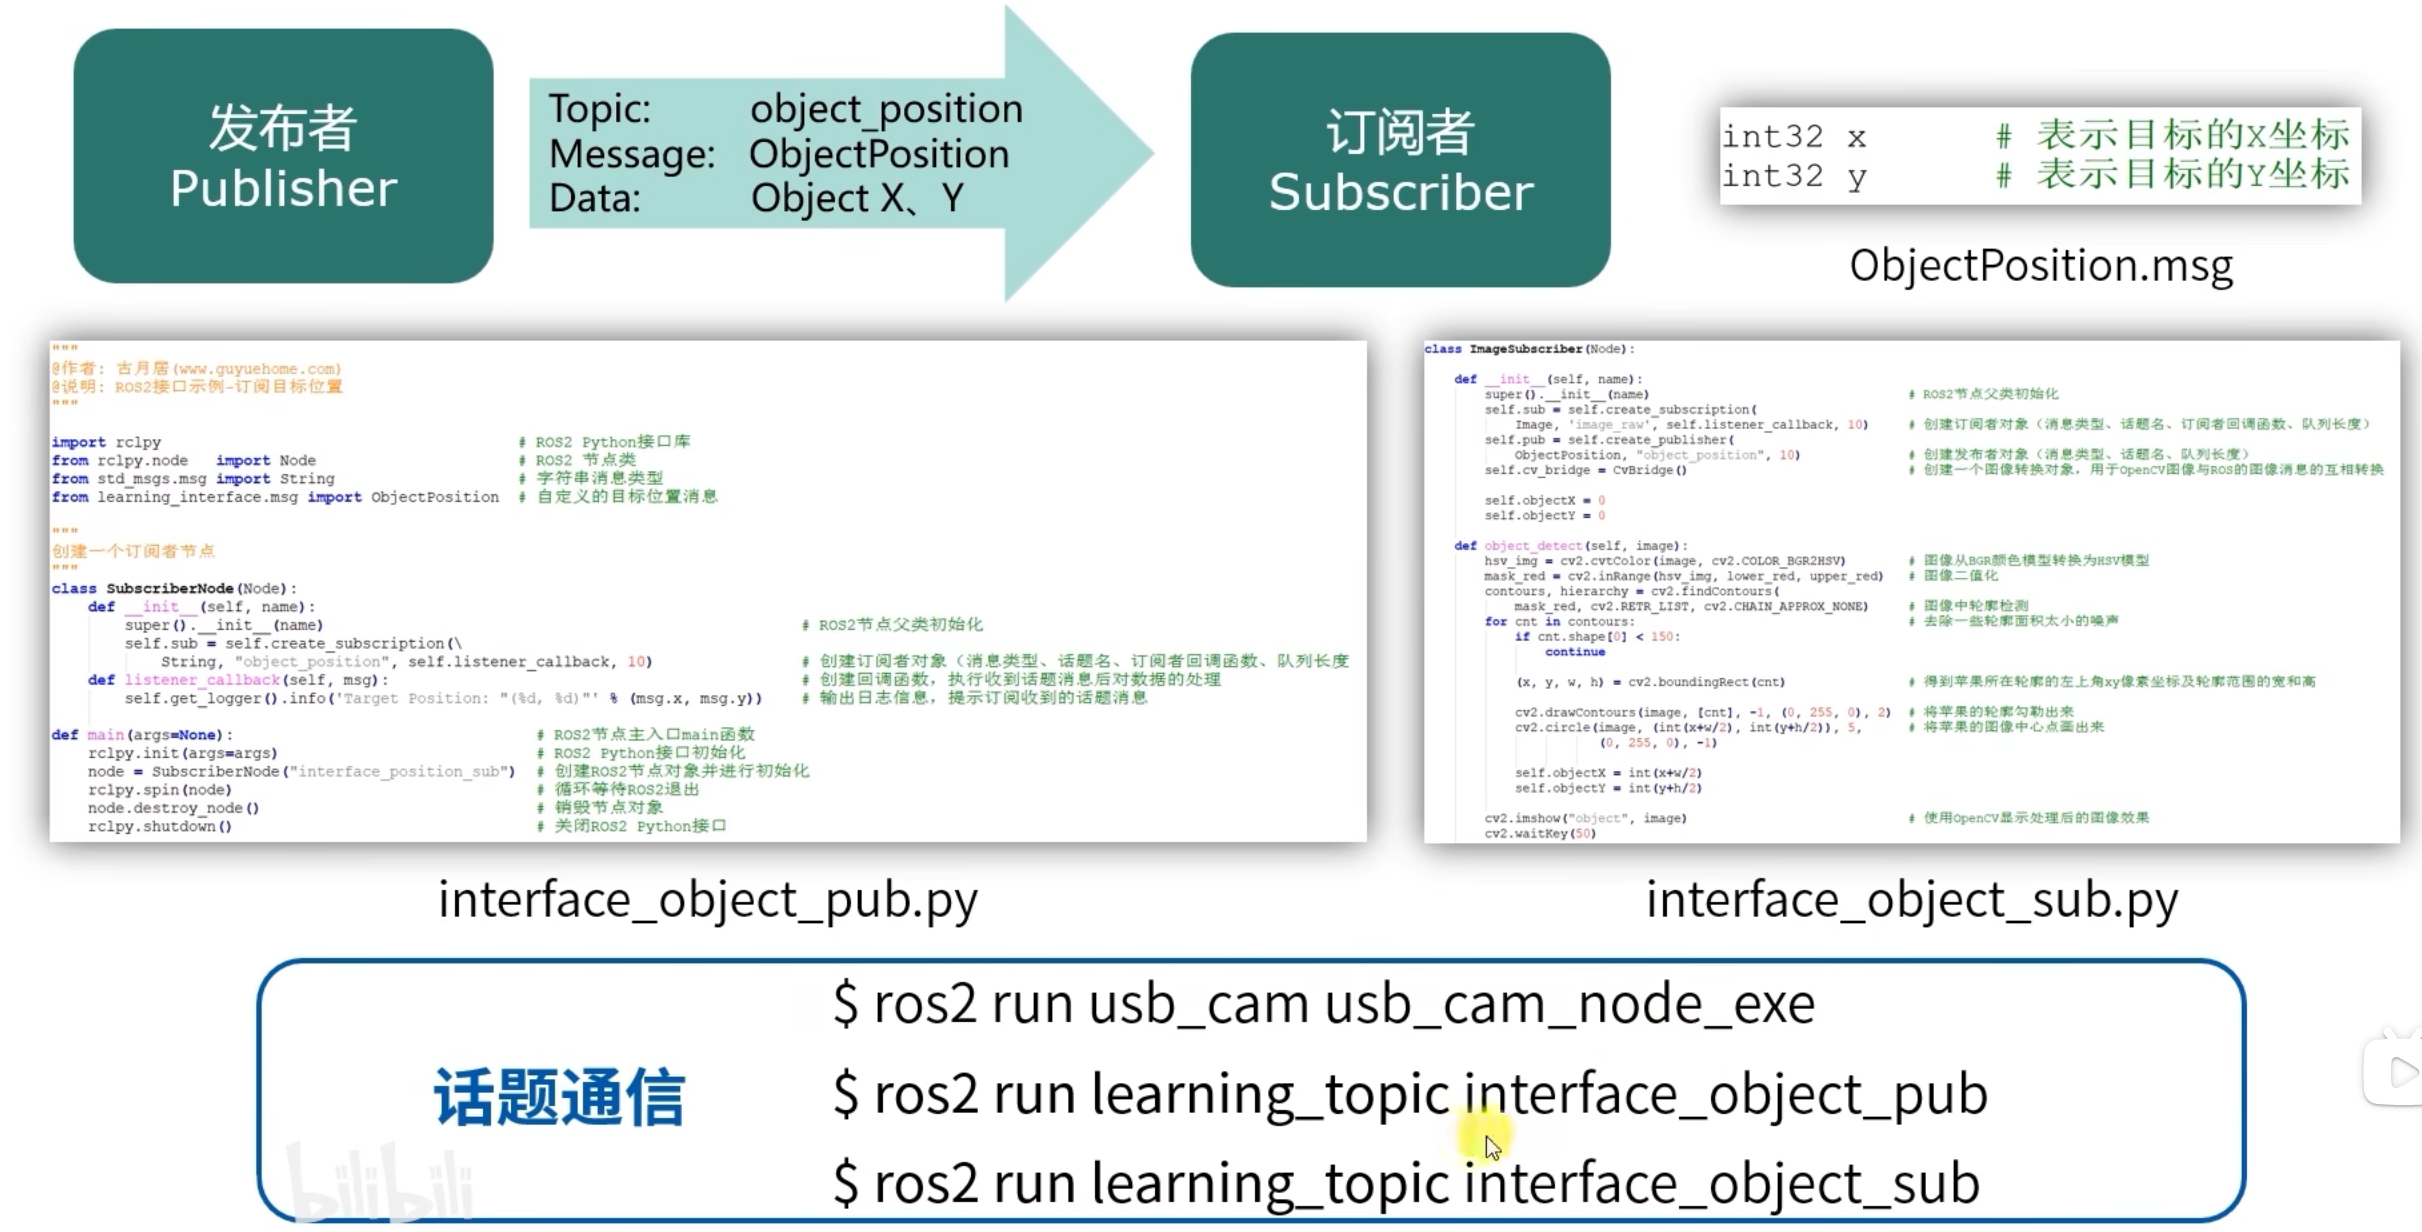 发布者
Publisher
Topic: object_position
Message: ObjectPosition
Data: Object X、Y
订阅者
Subscriber
int32 x # 表示目标的X坐标
int32 y # 表示目标的Y坐标
ObjectPosition.msg
"""
@作者: 古月居(www.guyuehome.com)
@说明: ROS2接口示例-订阅目标位置
"""
import rclpy # ROS2 Python接口库
from rclpy.node import Node # ROS2 节点类
from std_msgs.msg import String # 字符串消息类型
from learning_interface.msg import ObjectPosition # 自定义的目标位置消息
"""
创建一个订阅者节点
"""
class SubscriberNode(Node):
def __init__(self, name):
super().__init__(name) # ROS2节点父类初始化
self.sub = self.create_subscription(\
String, "object_position", self.listener_callback, 10) # 创建订阅者对象（消息类型、话题名、订阅者回调函数、队列长度
def listener_callback(self, msg): # 创建回调函数，执行收到话题消息后对数据的处理
self.get_logger().info('Target Position: "(%d, %d)"' % (msg.x, msg.y)) # 输出日志信息，提示订阅收到的话题消息
def main(args=None): # ROS2节点主入口main函数
rclpy.init(args=args) # ROS2 Python接口初始化
node = SubscriberNode("interface_position_sub") # 创建ROS2节点对象并进行初始化
rclpy.spin(node) # 循环等待ROS2退出
node.destroy_node() # 销毁节点对象
rclpy.shutdown() # 关闭ROS2 Python接口
interface_object_pub.py
class ImageSubscriber(Node):
def __init__(self, name):
super().__init__(name) # ROS2节点父类初始化
self.sub = self.create_subscription(
Image, 'image_raw', self.listener_callback, 10) # 创建订阅者对象（消息类型、话题名、订阅者回调函数、队列长度）
self.pub = self.create_publisher(
ObjectPosition, "object_position", 10) # 创建发布者对象（消息类型、话题名、队列长度）
self.cv_bridge = CvBridge() # 创建一个图像转换对象，用于OpenCV图像与ROS的图像消息的互相转换
self.objectX = 0
self.objectY = 0
def object_detect(self, image):
hsv_img = cv2.cvtColor(image, cv2.COLOR_BGR2HSV) # 图像从BGR颜色模型转换为HSV模型
mask_red = cv2.inRange(hsv_img, lower_red, upper_red) # 图像二值化
contours, hierarchy = cv2.findContours(
mask_red, cv2.RETR_LIST, cv2.CHAIN_APPROX_NONE) # 图像中轮廓检测
for cnt in contours: # 去除一些轮廓面积太小的噪声
if cnt.shape[0] < 150:
continue
(x, y, w, h) = cv2.boundingRect(cnt) # 得到苹果所在轮廓的左上角xy像素坐标及轮廓范围的宽和高
cv2.drawContours(image, [cnt], -1, (0, 255, 0), 2) # 将苹果的轮廓勾勒出来
cv2.circle(image, (int(x+w/2), int(y+h/2)), 5, # 将苹果的图像中心点画出来
(0, 255, 0), -1)
self.objectX = int(x+w/2)
self.objectY = int(y+h/2)
cv2.imshow("object", image) # 使用OpenCV显示处理后的图像效果
cv2.waitKey(50)
interface_object_sub.py
话题通信
$ ros2 run usb_cam usb_cam_node_exe
$ ros2 run learning_topic interface_object_pub
$ ros2 run learning_topic interface_object_sub
bilibili